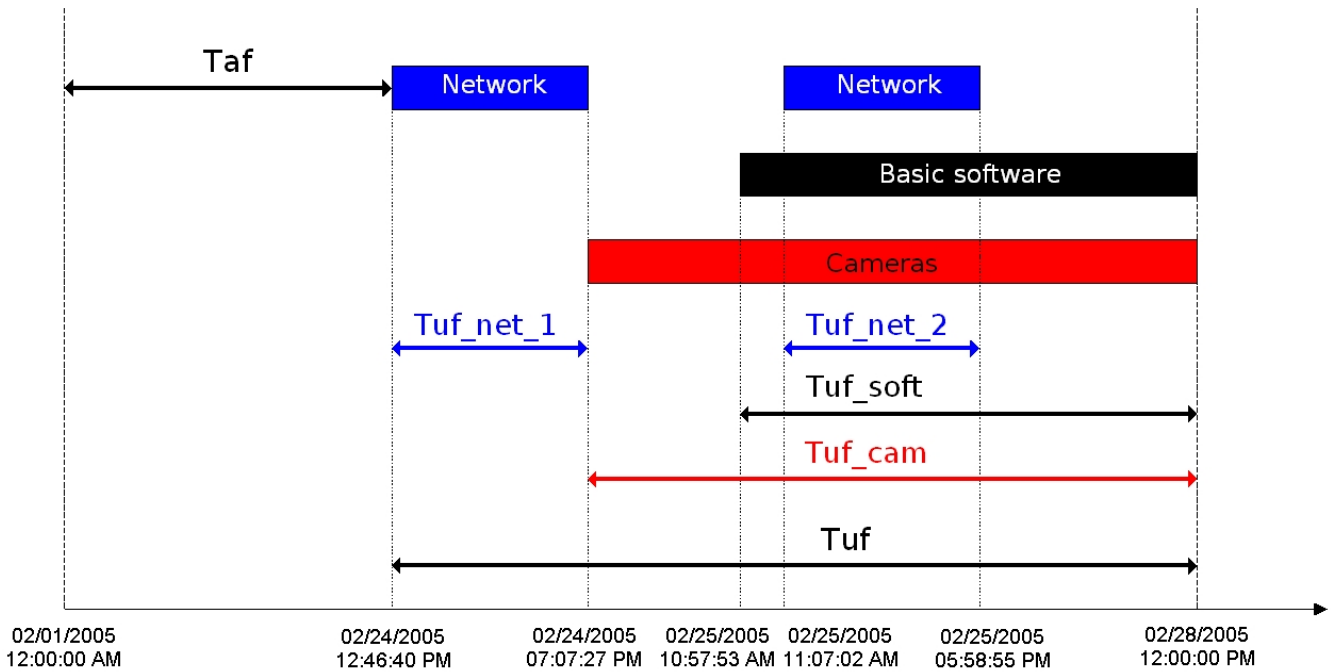 Taf
Network
Network
Basic software
Cameras
Tuf_net_1
Tuf_net_2
Tuf_soft
Tuf_cam
Tuf
02/01/2005
12:00:00 AM
02/24/2005
12:46:40 PM
02/24/2005
07:07:27 PM
02/25/2005
10:57:53 AM
02/25/2005
11:07:02 AM
02/25/2005
05:58:55 PM
02/28/2005
12:00:00 PM